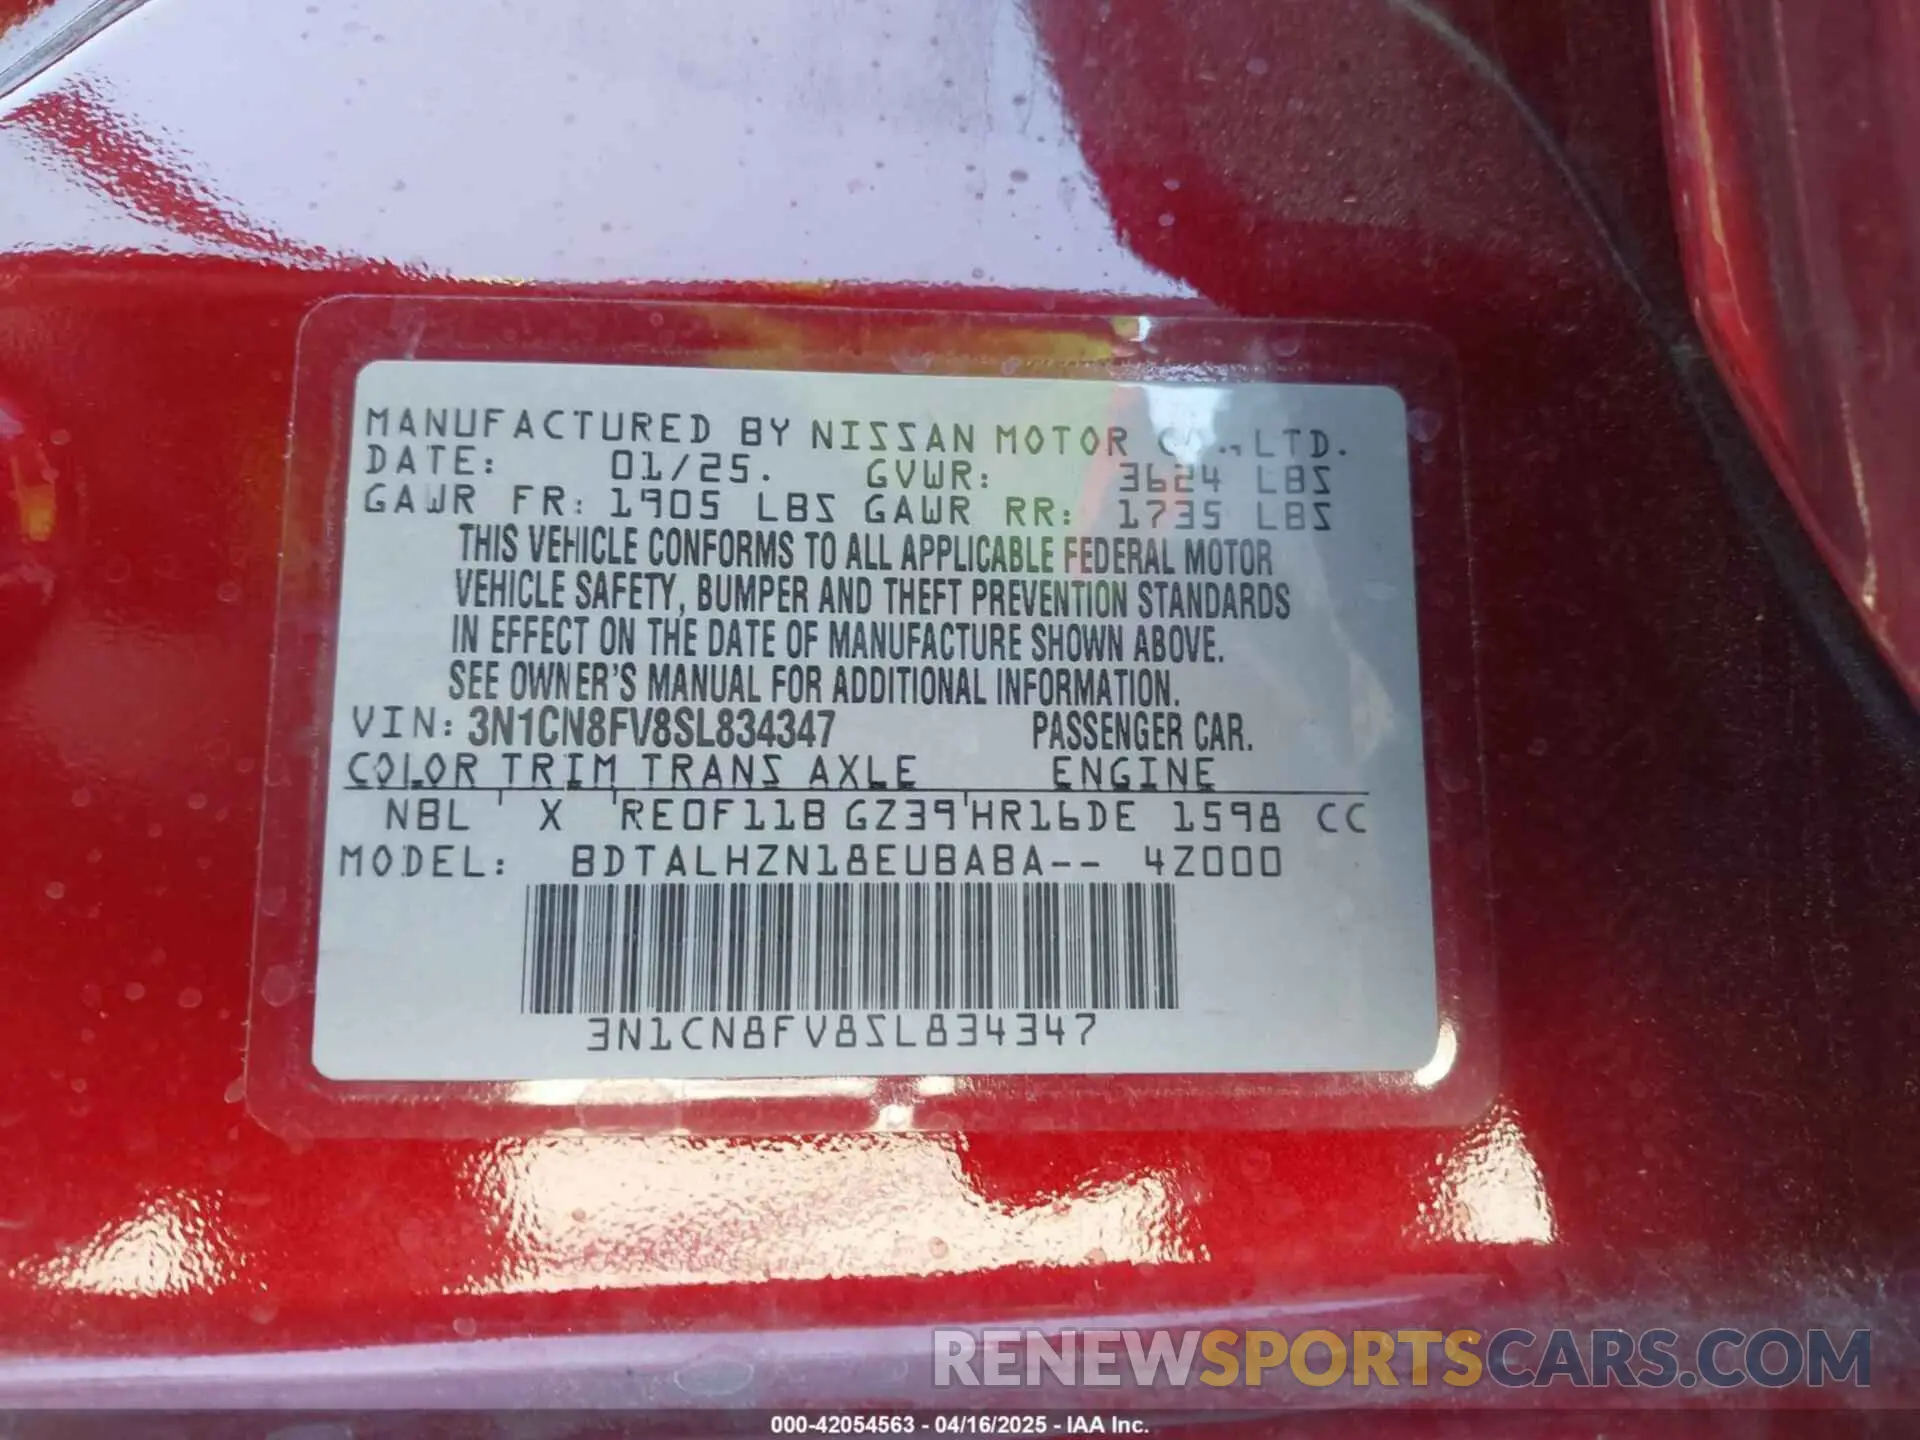 MANUFACTURED BY NISSAN MOTOR CO., LTD.
DATE: 01/25. GVWR: 3624 LBS
GAWR FR: 1905 LBS GAWR RR: 1735 LBS
THIS VEHICLE CONFORMS TO ALL APPLICABLE FEDERAL MOTOR
VEHICLE SAFETY, BUMPER AND THEFT PREVENTION STANDARDS
IN EFFECT ON THE DATE OF MANUFACTURE SHOWN ABOVE.
SEE OWNER'S MANUAL FOR ADDITIONAL INFORMATION.
VIN: 3N1CN8FV8SL834347 PASSENGER CAR.
COLOR TRIM TRANS AXLE ENGINE
NBL X RE0F11B GZ39 HR16DE 1598 CC
MODEL: BDTALHZN18EUBABA-- 4Z000
3N1CN8FV8SL834347
RENEWSPORTSCARS.COM
000-42054563 - 04/16/2025 - IAA Inc.